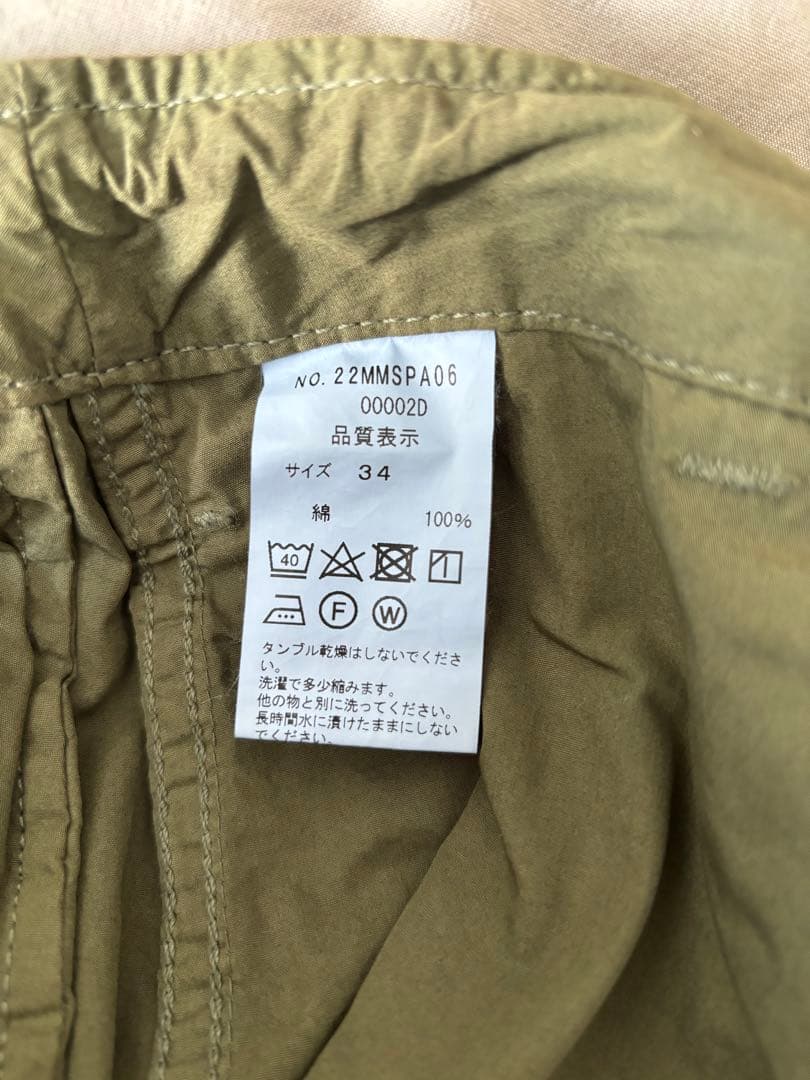 NO. 22MMSPA06
00002D
品質表示
サイズ 34
綿 100%
40
F W
タンブル乾燥はしないでくださ
い。
洗濯で多少縮みます。
他の物と別に洗ってください。
長時間水に漬けたままにしない
でください。